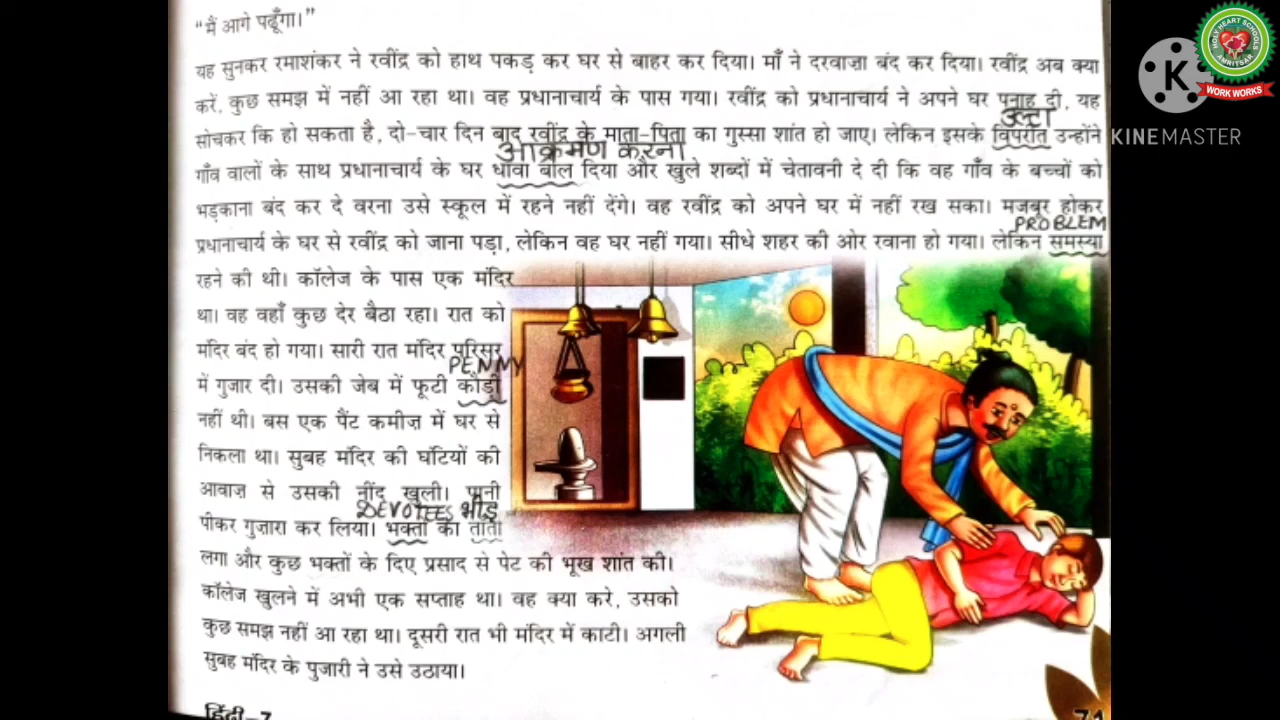 “मैं आगे पढ़ूँगा।”
यह सुनकर रमाशंकर ने रवींद्र को हाथ पकड़ कर घर से बाहर कर दिया। माँ ने दरवाज़ा बंद कर दिया। रवींद्र अब क्या
करें, कुछ समझ में नहीं आ रहा था। वह प्रधानाचार्य के पास गया। रवींद्र को प्रधानाचार्य ने अपने घर पनाह दी, यह
उल्टा
सोचकर कि हो सकता है, दो-चार दिन बाद रवींद्र के माता-पिता का गुस्सा शांत हो जाए। लेकिन इसके विपरीत उन्होंने
आक्रमण करना
गाँव वालों के साथ प्रधानाचार्य के घर धावा बोल दिया और खुले शब्दों में चेतावनी दे दी कि वह गाँव के बच्चों को
भड़काना बंद कर दे वरना उसे स्कूल में रहने नहीं देंगे। वह रवींद्र को अपने घर में नहीं रख सका। मजबूर होकर
PROBLEM
प्रधानाचार्य के घर से रवींद्र को जाना पड़ा, लेकिन वह घर नहीं गया। सीधे शहर की ओर रवाना हो गया। लेकिन समस्या
रहने की थी। कॉलेज के पास एक मंदिर
था। वह वहाँ कुछ देर बैठा रहा। रात को
मंदिर बंद हो गया। सारी रात मंदिर परिसर
PENNY
में गुजार दी। उसकी जेब में फूटी कौड़ी
नहीं थी। बस एक पैंट कमीज़ में घर से
निकला था। सुबह मंदिर की घंटियों की
आवाज़ से उसकी नींद खुली। पानी
DEVOTEES भीड़
पीकर गुज़ारा कर लिया। भक्तों का ताँता
लगा और कुछ भक्तों के दिए प्रसाद से पेट की भूख शांत की।
कॉलेज खुलने में अभी एक सप्ताह था। वह क्या करे, उसको
कुछ समझ नहीं आ रहा था। दूसरी रात भी मंदिर में काटी। अगली
सुबह मंदिर के पुजारी ने उसे उठाया।
हिंदी-7
71
K
KINEMASTER
HOLY HEART SCHOOLS
AMRITSAR
WORK WORKS